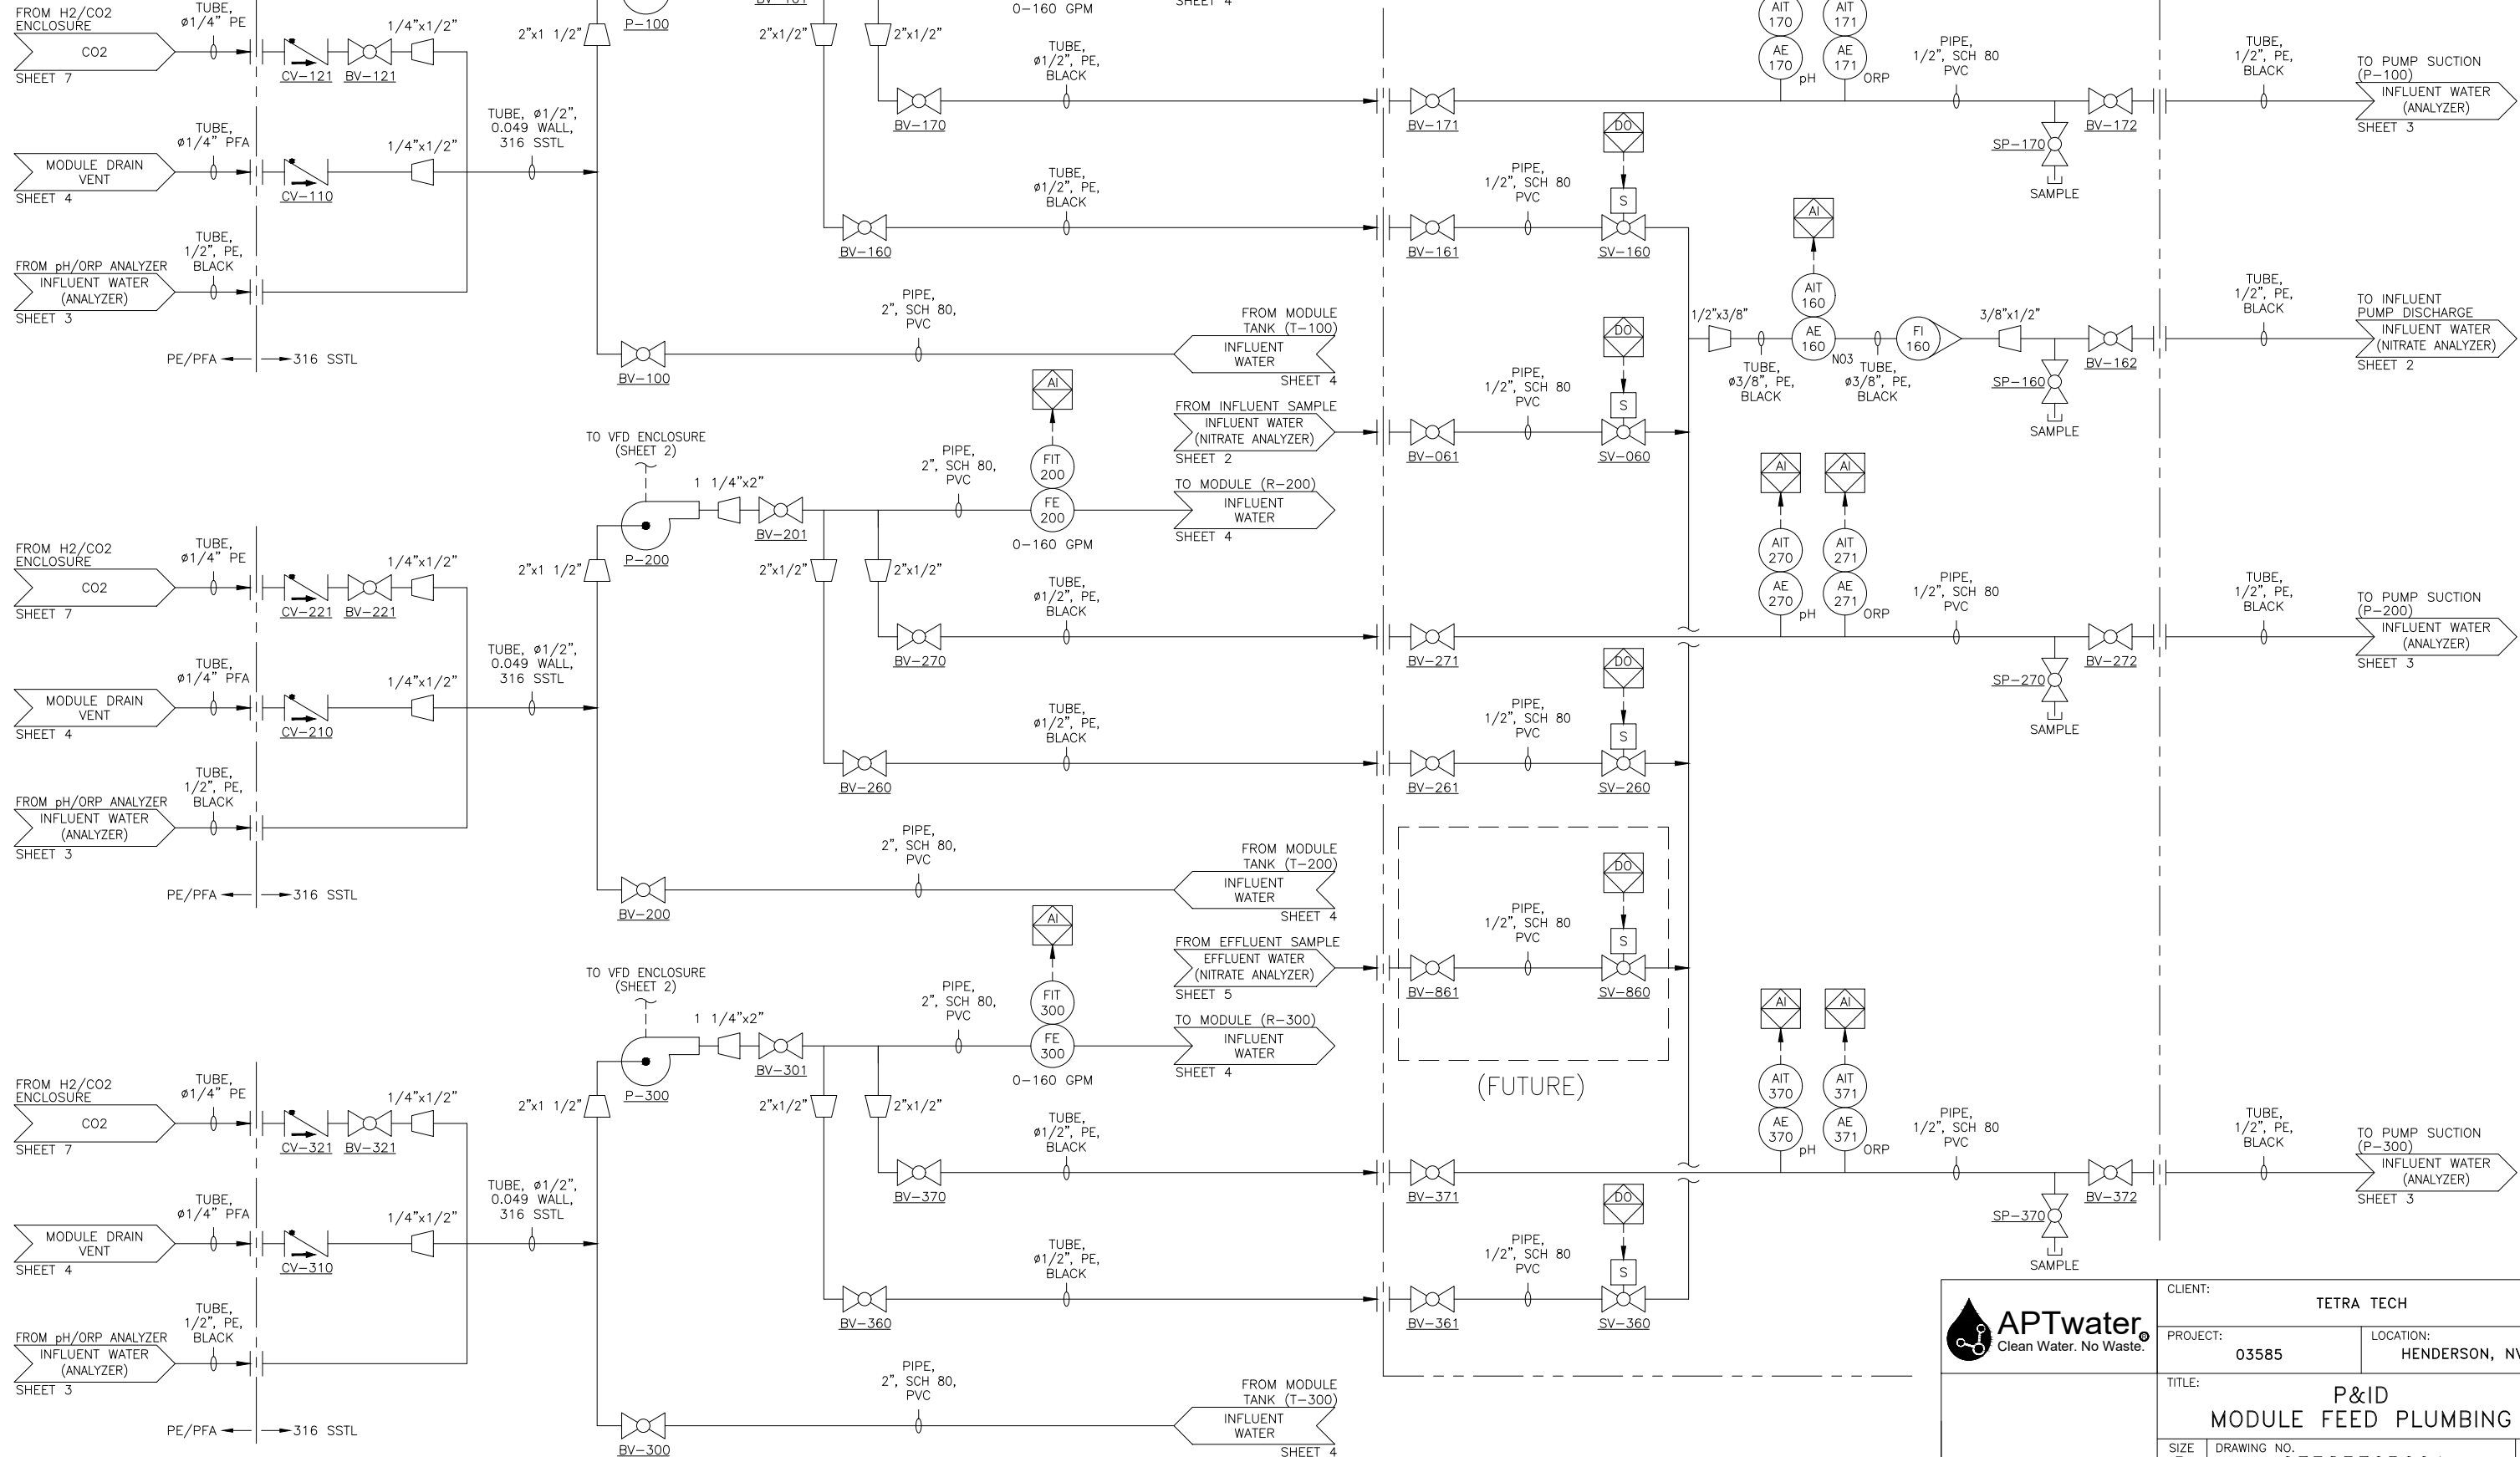 FROM H2/CO2
ENCLOSURE
CO2
SHEET 7
TUBE,
ø1/4" PE
CV-121
BV-121
1/4"x1/2"
MODULE DRAIN
VENT
SHEET 4
TUBE,
ø1/4" PFA
CV-110
1/4"x1/2"
TUBE, ø1/2",
0.049 WALL,
316 SSTL
FROM pH/ORP ANALYZER
INFLUENT WATER
(ANALYZER)
SHEET 3
TUBE,
1/2", PE,
BLACK
PE/PFA
316 SSTL
2"x1 1/2"
P-100
2"x1/2"
2"x1/2"
0-160 GPM
SHEET 4
BV-170
TUBE,
ø1/2", PE,
BLACK
BV-160
TUBE,
ø1/2", PE,
BLACK
BV-100
PIPE,
2", SCH 80,
PVC
FROM MODULE
TANK (T-100)
INFLUENT
WATER
SHEET 4
BV-171
AIT
170
AE
170
pH
AIT
171
AE
171
ORP
PIPE,
1/2", SCH 80
PVC
SP-170
SAMPLE
BV-172
TUBE,
1/2", PE,
BLACK
TO PUMP SUCTION
(P-100)
INFLUENT WATER
(ANALYZER)
SHEET 3
BV-161
PIPE,
1/2", SCH 80
PVC
DO
S
SV-160
FROM INFLUENT SAMPLE
INFLUENT WATER
(NITRATE ANALYZER)
SHEET 2
BV-061
PIPE,
1/2", SCH 80
PVC
DO
S
SV-060
1/2"x3/8"
TUBE,
ø3/8", PE,
BLACK
AI
AIT
160
AE
160
NO3
TUBE,
ø3/8", PE,
BLACK
FI
160
3/8"x1/2"
SP-160
SAMPLE
BV-162
TUBE,
1/2", PE,
BLACK
TO INFLUENT
PUMP DISCHARGE
INFLUENT WATER
(NITRATE ANALYZER)
SHEET 2
FROM H2/CO2
ENCLOSURE
CO2
SHEET 7
TUBE,
ø1/4" PE
CV-221
BV-221
1/4"x1/2"
MODULE DRAIN
VENT
SHEET 4
TUBE,
ø1/4" PFA
CV-210
1/4"x1/2"
TUBE, ø1/2",
0.049 WALL,
316 SSTL
FROM pH/ORP ANALYZER
INFLUENT WATER
(ANALYZER)
SHEET 3
TUBE,
1/2", PE,
BLACK
PE/PFA
316 SSTL
TO VFD ENCLOSURE
(SHEET 2)
2"x1 1/2"
P-200
1 1/4"x2"
BV-201
2"x1/2"
2"x1/2"
PIPE,
2", SCH 80,
PVC
AI
FIT
200
FE
200
0-160 GPM
TO MODULE (R-200)
INFLUENT
WATER
SHEET 4
BV-270
TUBE,
ø1/2", PE,
BLACK
BV-260
TUBE,
ø1/2", PE,
BLACK
BV-200
PIPE,
2", SCH 80,
PVC
FROM MODULE
TANK (T-200)
INFLUENT
WATER
SHEET 4
BV-271
AI
AIT
270
AE
270
pH
AI
AIT
271
AE
271
ORP
PIPE,
1/2", SCH 80
PVC
SP-270
SAMPLE
BV-272
TUBE,
1/2", PE,
BLACK
TO PUMP SUCTION
(P-200)
INFLUENT WATER
(ANALYZER)
SHEET 3
BV-261
PIPE,
1/2", SCH 80
PVC
DO
S
SV-260
FROM EFFLUENT SAMPLE
EFFLUENT WATER
(NITRATE ANALYZER)
SHEET 5
BV-861
PIPE,
1/2", SCH 80
PVC
DO
S
SV-860
(FUTURE)
FROM H2/CO2
ENCLOSURE
CO2
SHEET 7
TUBE,
ø1/4" PE
CV-321
BV-321
1/4"x1/2"
MODULE DRAIN
VENT
SHEET 4
TUBE,
ø1/4" PFA
CV-310
1/4"x1/2"
TUBE, ø1/2",
0.049 WALL,
316 SSTL
FROM pH/ORP ANALYZER
INFLUENT WATER
(ANALYZER)
SHEET 3
TUBE,
1/2", PE,
BLACK
PE/PFA
316 SSTL
TO VFD ENCLOSURE
(SHEET 2)
2"x1 1/2"
P-300
1 1/4"x2"
BV-301
2"x1/2"
2"x1/2"
PIPE,
2", SCH 80,
PVC
AI
FIT
300
FE
300
0-160 GPM
TO MODULE (R-300)
INFLUENT
WATER
SHEET 4
BV-370
TUBE,
ø1/2", PE,
BLACK
BV-360
TUBE,
ø1/2", PE,
BLACK
BV-300
PIPE,
2", SCH 80,
PVC
FROM MODULE
TANK (T-300)
INFLUENT
WATER
SHEET 4
BV-371
AI
AIT
370
AE
370
pH
AI
AIT
371
AE
371
ORP
PIPE,
1/2", SCH 80
PVC
SP-370
SAMPLE
BV-372
TUBE,
1/2", PE,
BLACK
TO PUMP SUCTION
(P-300)
INFLUENT WATER
(ANALYZER)
SHEET 3
BV-361
PIPE,
1/2", SCH 80
PVC
DO
S
SV-360
APTwater®
Clean Water. No Waste.
CLIENT:
TETRA TECH
PROJECT:
03585
LOCATION:
HENDERSON, NV
TITLE:
P&ID
MODULE FEED PLUMBING
SIZE
DRAWING NO.